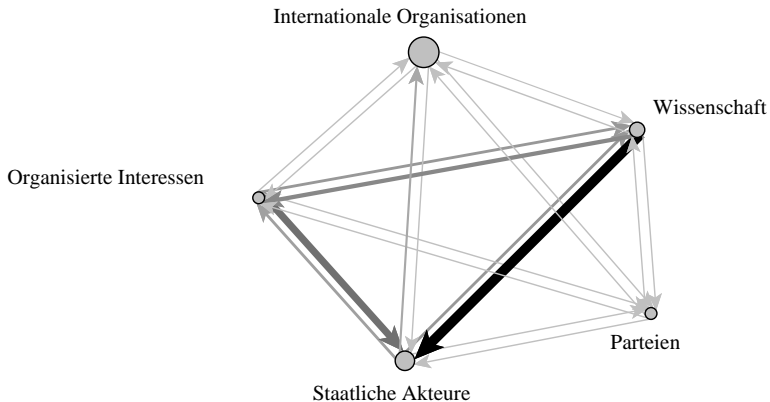 Internationale Organisationen
Wissenschaft
Organisierte Interessen
Parteien
Staatliche Akteure